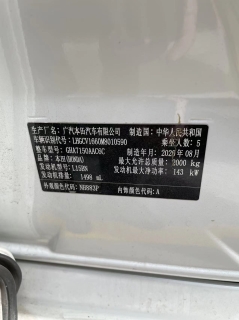 广汽本田汽车有限公司 制造国：中华人民共和国
车辆识别代号：LHGCV1660M8010590 乘坐人数：5
整车型号：GHA7150AAC6C 制造年月：2020年08月
品牌：本田(HONDA) 最大允许总质量：2000 kg
发动机型号：L15BN 发动机最大净功率：143 kW
发动机排量：1498 mL
外廓颜色代码：NH883P 内饰颜色代码：A